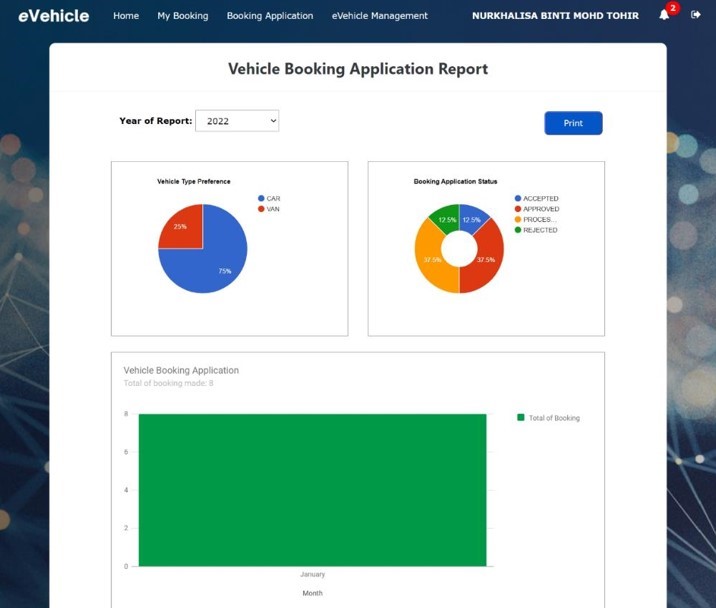 eVehicle Home My Booking Booking Application eVehicle Management NURKHALISA BINTI MOHD TOHIR 2
Vehicle Booking Application Report
Year of Report: 2022 Print
Vehicle Type Preference
CAR
VAN
25%
75%
Booking Application Status
ACCEPTED
APPROVED
PROCES...
REJECTED
12.5% 12.5%
37.5% 37.5%
Vehicle Booking Application
Total of booking made: 8
8
6
4
2
0
Total of Booking
January
Month